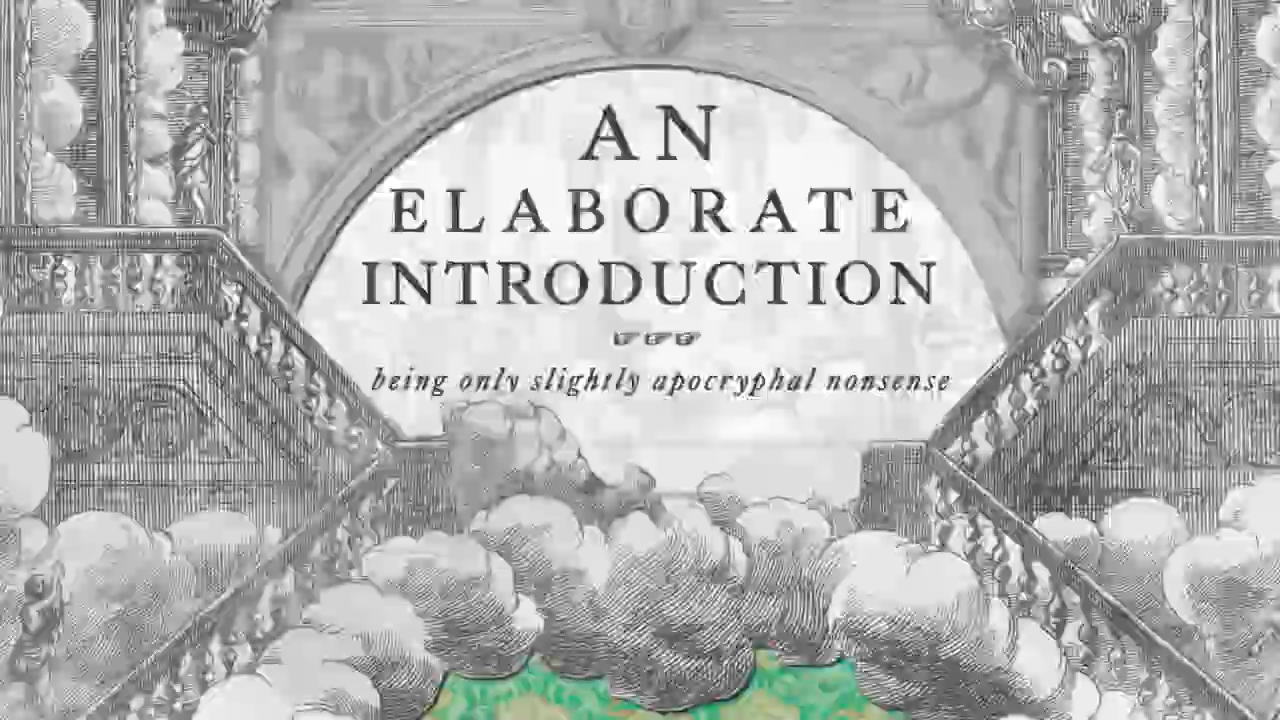 AN
ELABORATE
INTRODUCTION
☞☞☞
being only slightly apocryphal nonsense